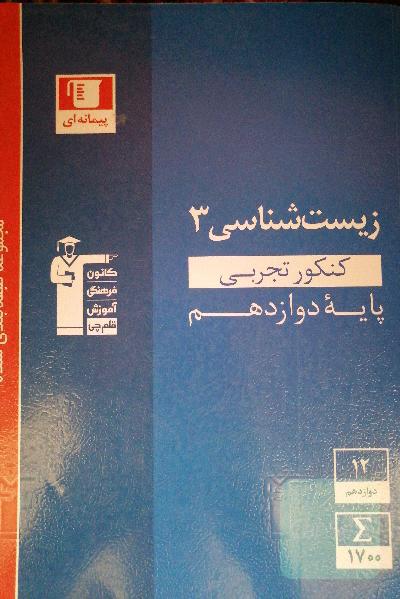 پیمانه‌ای
زیست‌شناسی ۳
کنکور تجربی
پایهٔ دوازدهم
کانون
فرهنگی
آموزش
قلم‌چی
۱۲
دوازدهم
Σ
۱۷۰۰